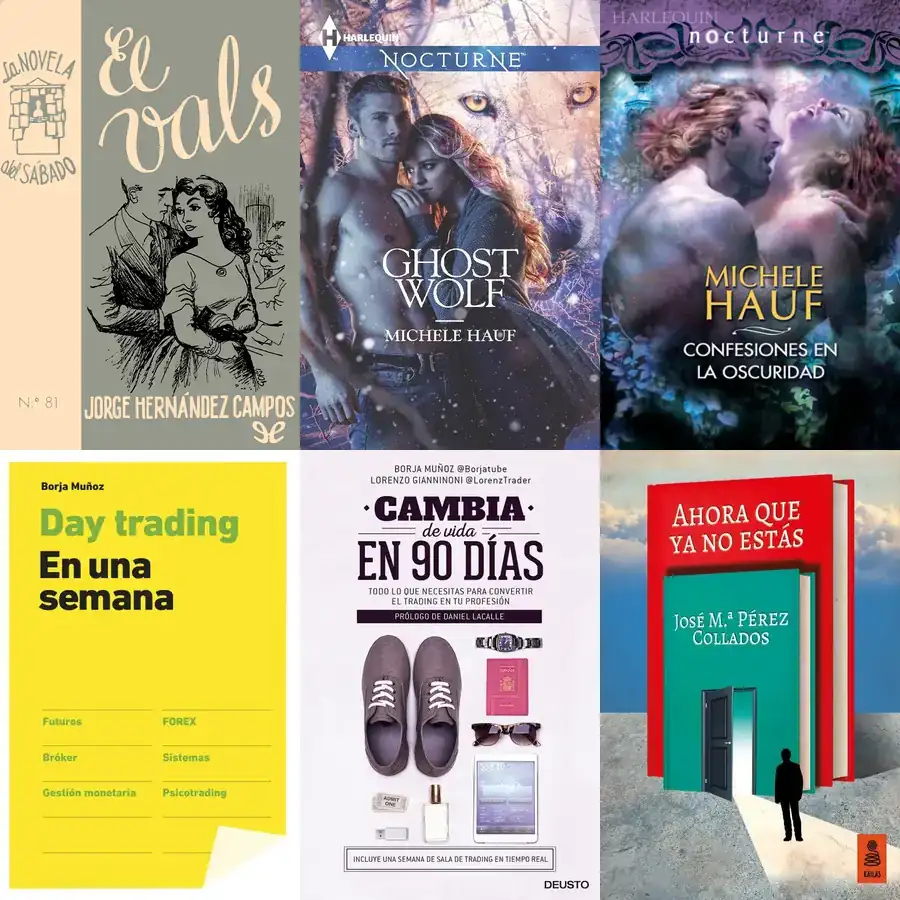 La NOVELA
del SÁBADO
N.º 81
El
vals
JORGE HERNÁNDEZ CAMPOS
HARLEQUIN
NOCTURNE™
GHOST
WOLF
MICHELE HAUF
HARLEQUIN
nocturne™
MICHELE
HAUF
CONFESIONES EN
LA OSCURIDAD
Borja Muñoz
Day trading
En una
semana
Futuros
FOREX
Bróker
Sistemas
Gestión monetaria
Psicotrading
BORJA MUÑOZ @Borjatube
LORENZO GIANNINONI @LorenzTrader
CAMBIA
de vida
EN 90 DÍAS
TODO LO QUE NECESITAS PARA CONVERTIR
EL TRADING EN TU PROFESIÓN
PRÓLOGO DE DANIEL LACALLE
ADMIT
ONE
INCLUYE UNA SEMANA DE SALA DE TRADING EN TIEMPO REAL
DEUSTO
AHORA QUE
YA NO ESTÁS
JOSÉ M.ª PÉREZ
COLLADOS
KAILAS